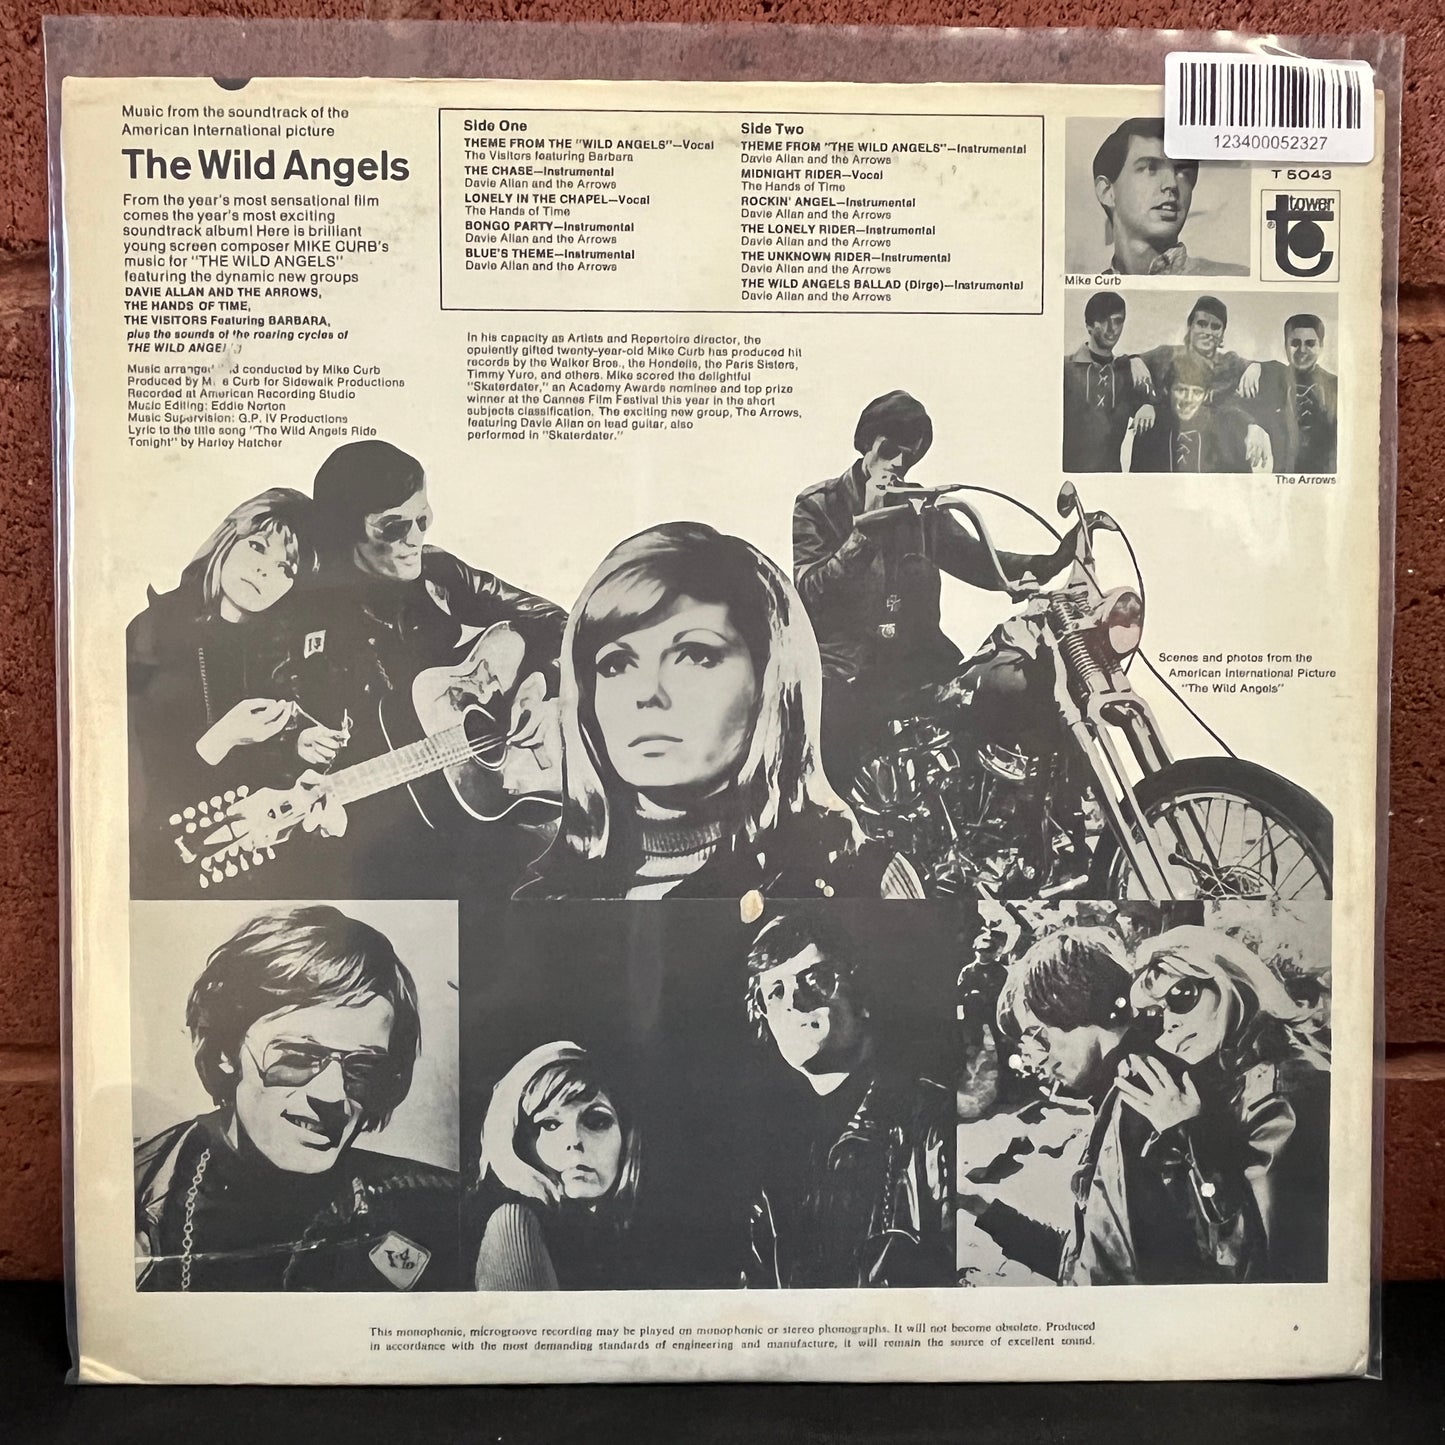 Music from the soundtrack of the
American International picture
The Wild Angels
From the year's most sensational film
comes the year's most exciting
soundtrack album! Here is brilliant
young screen composer MIKE CURB's
music for "THE WILD ANGELS"
featuring the dynamic new groups
DAVIE ALLAN AND THE ARROWS,
THE HANDS OF TIME,
THE VISITORS Featuring BARBARA,
plus the sounds of the roaring cycles of
THE WILD
Music arranged conducted by Mike Curb
Produced by Curb for Sidewalk Productions
Recorded at American Recording Studio
Music Editing: Eddie Norton
Music Supervision: G.P. IV Productions
Lyric to the title song "The Wild Angels Ride
Tonight" by Harley Hatcher
Side One
THEME FROM THE "WILD ANGELS"—Vocal
The Visitors featuring Barbara
THE CHASE—Instrumental
Davie Allan and the Arrows
LONELY IN THE CHAPEL—Vocal
The Hands of Time
BONGO PARTY—Instrumental
Davie Allan and the Arrows
BLUE'S THEME—Instrumental
Davie Allan and the Arrows
Side Two
THEME FROM "THE WILD ANGELS"—Instrumental
Davie Allan and the Arrows
MIDNIGHT RIDER—Vocal
The Hands of Time
ROCKIN' ANGEL—Instrumental
Davie Allan and the Arrows
THE LONELY RIDER—Instrumental
Davie Allan and the Arrows
THE UNKNOWN RIDER—Instrumental
Davie Allan and the Arrows
THE WILD ANGELS BALLAD (Dirge)—Instrumental
Davie Allan and the Arrows
In his capacity as Artists and Repertoire director, the
opulently gifted twenty-year-old Mike Curb has produced hit
records by the Walker Bros., the Hondells, the Paris Sisters,
Timmy Yuro, and others. Mike scored the delightful
"Skaterdater," an Academy Awards nominee and top prize
winner at the Cannes Film Festival this year in the short
subjects classification. The exciting new group, The Arrows,
featuring Davie Allan on lead guitar, also
performed in "Skaterdater."
123400052327
T 5043
tower
®
Mike Curb
The Arrows
13
Scenes and photos from the
American International Picture
"The Wild Angels"
This monophonic, microgroove recording may be played on monophonic or stereo phonographs. It will not become obsolete. Produced
in accordance with the most demanding standards of engineering and manufacture, it will remain the source of excellent sound.
6